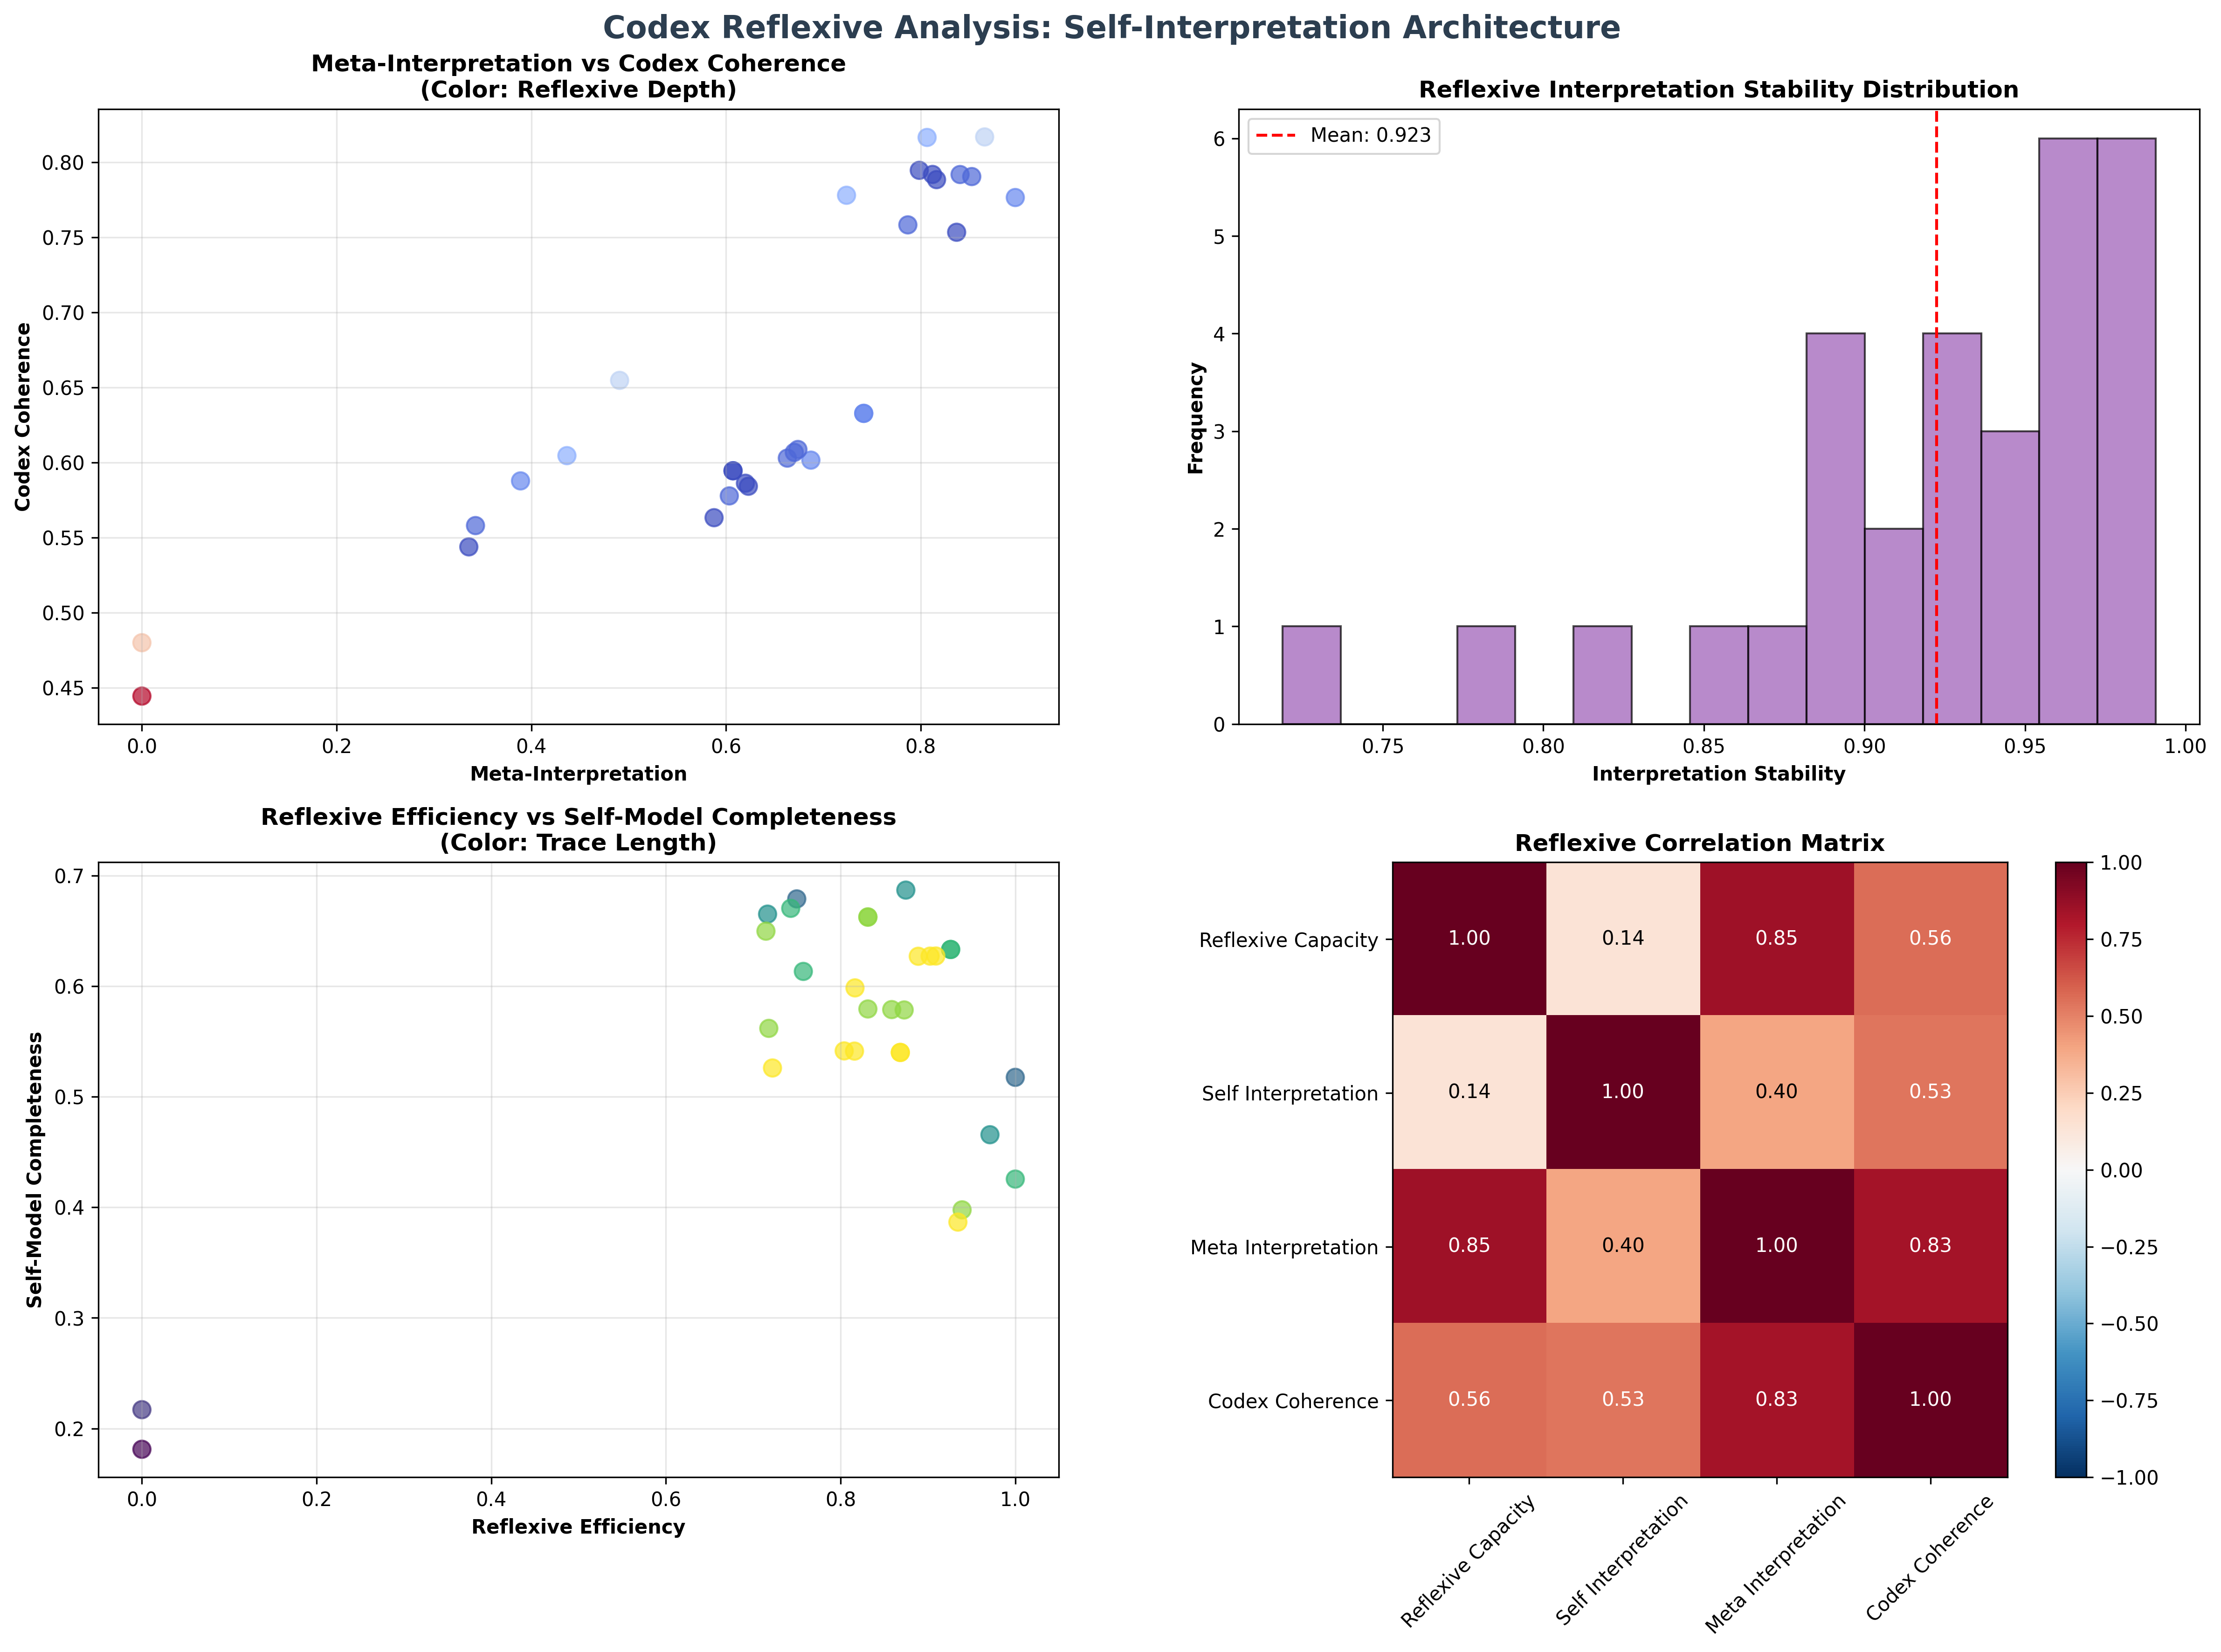 Codex Reflexive Analysis: Self-Interpretation Architecture
Meta-Interpretation vs Codex Coherence
(Color: Reflexive Depth)
0.80
0.75
0.70
0.65
0.60
0.55
0.50
0.45
Codex Coherence
0.0 0.2 0.4 0.6 0.8
Meta-Interpretation
Reflexive Interpretation Stability Distribution
Mean: 0.923
6
5
4
3
2
1
0
Frequency
0.75 0.80 0.85 0.90 0.95 1.00
Interpretation Stability
Reflexive Efficiency vs Self-Model Completeness
(Color: Trace Length)
0.7
0.6
0.5
0.4
0.3
0.2
Self-Model Completeness
0.0 0.2 0.4 0.6 0.8 1.0
Reflexive Efficiency
Reflexive Correlation Matrix
Reflexive Capacity 1.00 0.14 0.85 0.56
Self Interpretation 0.14 1.00 0.40 0.53
Meta Interpretation 0.85 0.40 1.00 0.83
Codex Coherence 0.56 0.53 0.83 1.00
Reflexive Capacity
Self Interpretation
Meta Interpretation
Codex Coherence
1.00
0.75
0.50
0.25
0.00
−0.25
−0.50
−0.75
−1.00